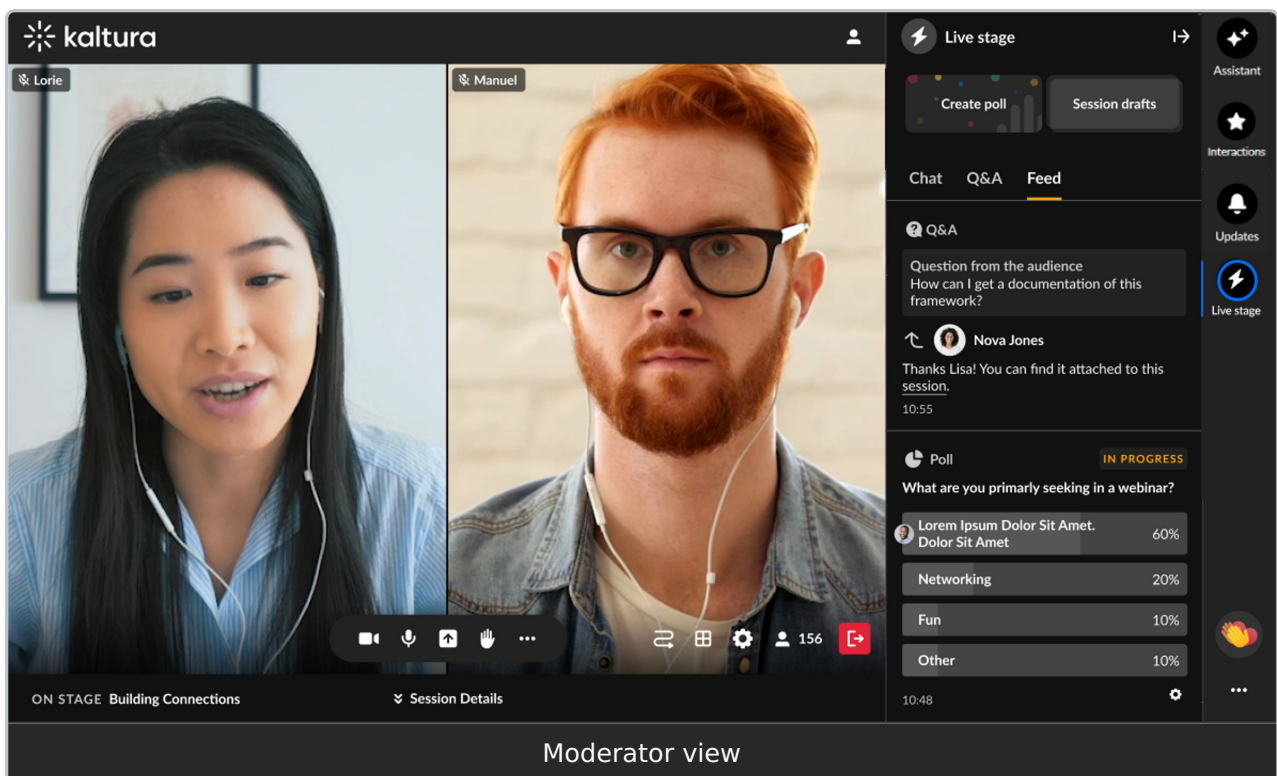 kaltura
Lorie
Manuel
ON STAGE Building Connections
Session Details
156
Live stage
Create poll
Session drafts
Chat
Q&A
Feed
Q&A
Question from the audience
How can I get a documentation of this
framework?
Nova Jones
Thanks Lisa! You can find it attached to this
session.
10:55
Poll
IN PROGRESS
What are you primarly seeking in a webinar?
Lorem Ipsum Dolor Sit Amet.
Dolor Sit Amet
60%
Networking
20%
Fun
10%
Other
10%
10:48
Assistant
Interactions
Updates
Live stage
Moderator view